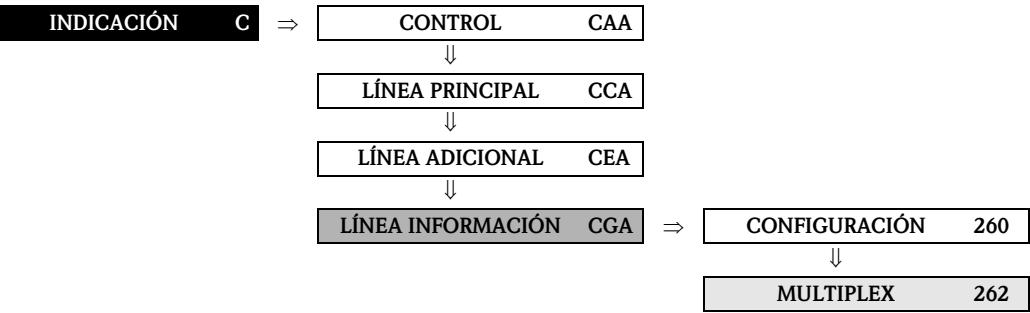 INDICACIÓN C ⇒ CONTROL CAA
⇓
LÍNEA PRINCIPAL CCA
⇓
LÍNEA ADICIONAL CEA
⇓
LÍNEA INFORMACIÓN CGA ⇒ CONFIGURACIÓN 260
⇓
MULTIPLEX 262